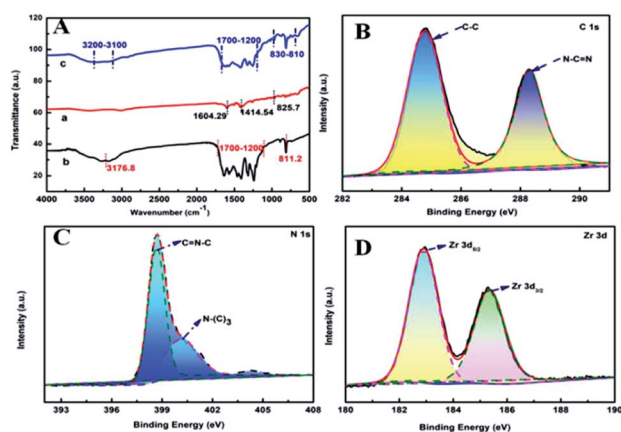 A
Transmittance (a.u.)
120
100
80
60
40
20
3200-3100
1700-1200
830-810
c
a
1604.29
1414.54
825.7
b
3176.8
1700-1200
811.2
4000 3500 3000 2500 2000 1500 1000 500
Wavenumber (cm-1)
B
C 1s
Intensity (a.u.)
C-C
N-C=N
282 284 286 288 290
Binding Energy (eV)
C
N 1s
Intensity (a.u.)
C=N-C
N-(C)3
393 396 399 402 405 408
Binding Energy (eV)
D
Zr 3d
Intensity (a.u.)
Zr 3d5/2
Zr 3d3/2
180 182 184 186 188 190
Binding Energy (eV)